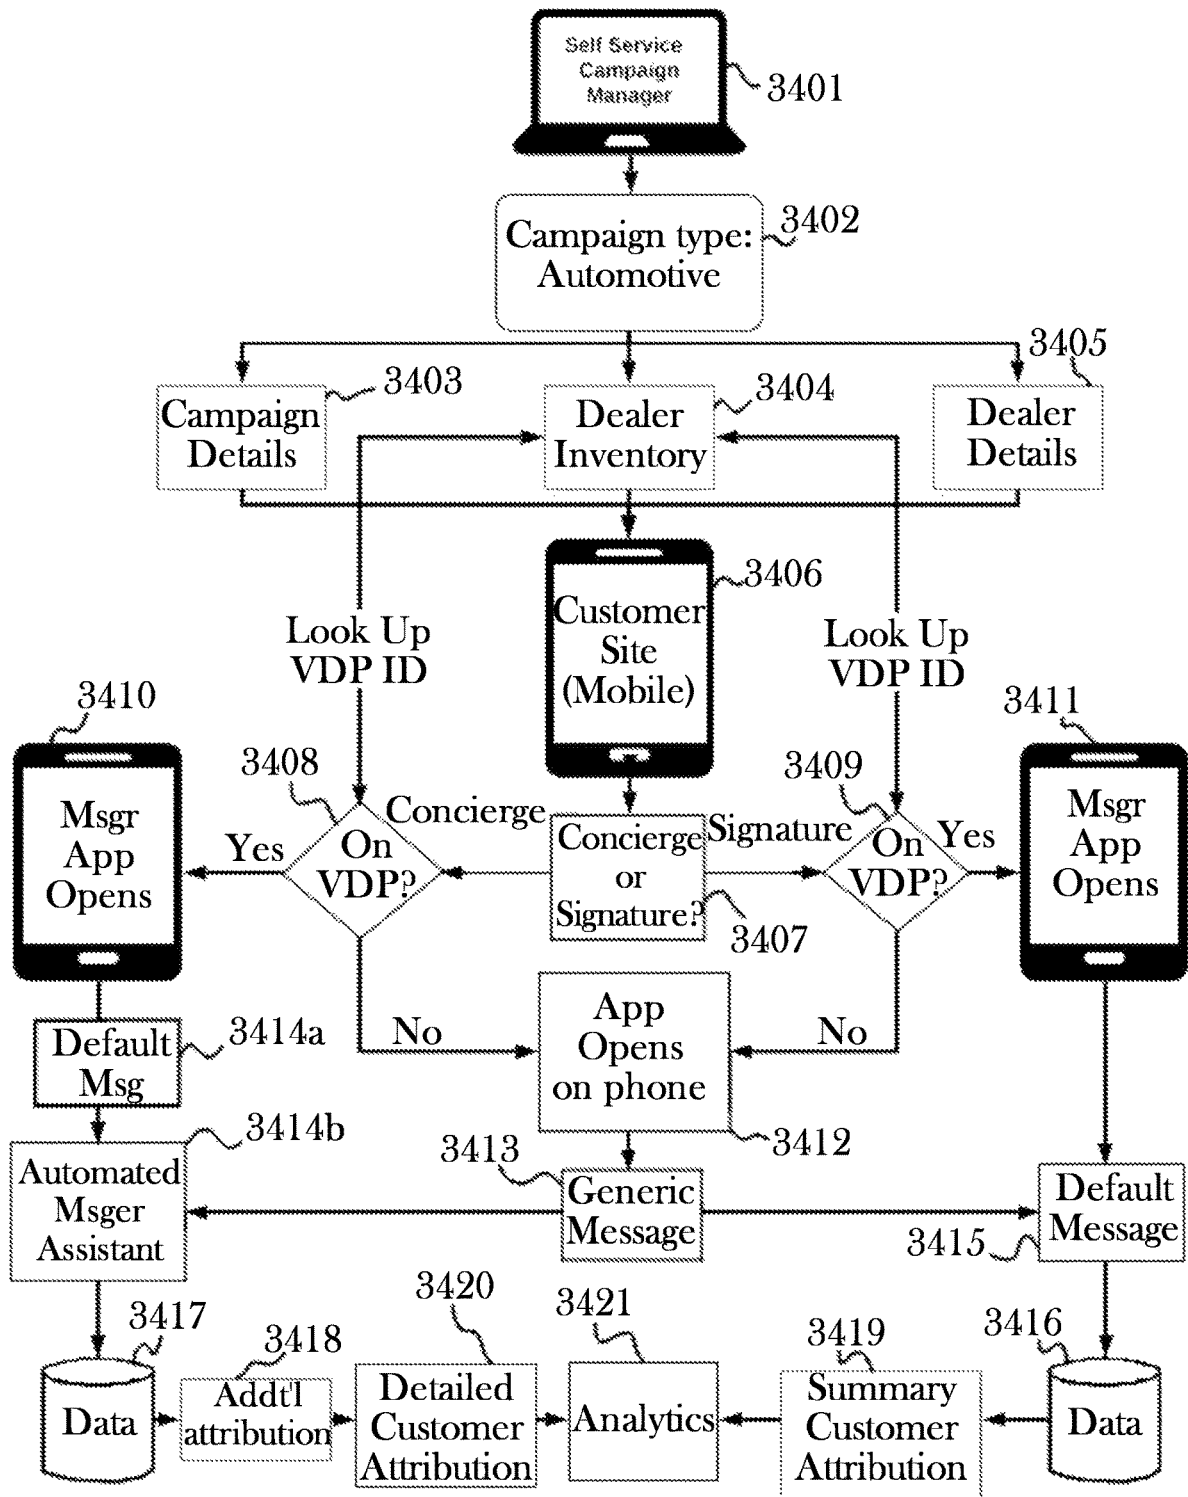 Self Service
Campaign
Manager
3401
3402
Campaign type:
Automotive
3403
3404
3405
Campaign
Details
Dealer
Inventory
Dealer
Details
3406
Customer
Site
(Mobile)
Look Up
VDP ID
Look Up
VDP ID
3410
3411
3408
3409
Msgr
App
Opens
Yes
On
VDP?
Concierge
Concierge
or
Signature?
Signature
On
VDP?
Yes
Msgr
App
Opens
3407
No
App
Opens
on phone
No
Default
Msg
3414a
3414b
3413
3412
Automated
Msger
Assistant
Generic
Message
Default
Message
3415
3417
3418
3420
3421
3419
3416
Data
Addt'l
attribution
Detailed
Customer
Attribution
Analytics
Summary
Customer
Attribution
Data